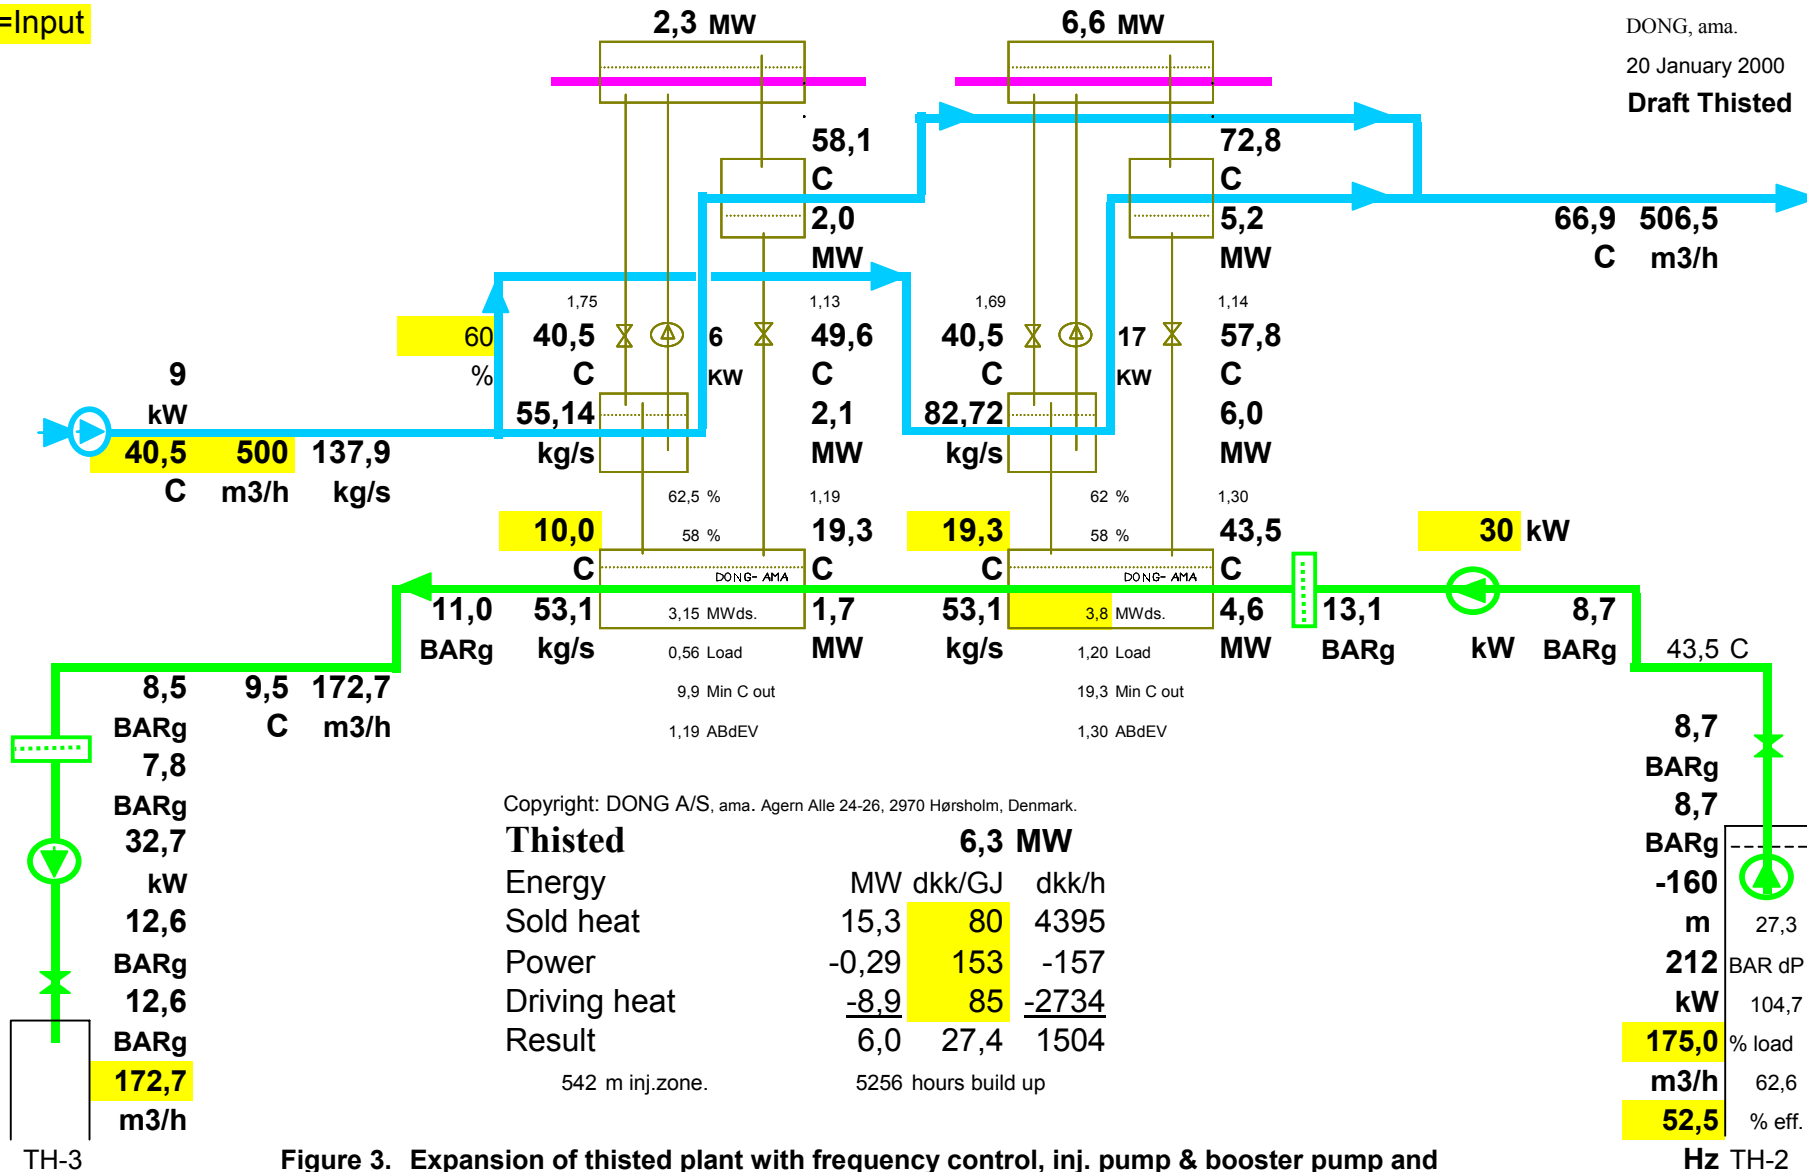 =Input
2,3 MW
6,6 MW
DONG, ama.
20 January 2000
Draft Thisted
58,1
C
2,0
MW
72,8
C
5,2
MW
66,9 506,5
C m3/h
1,75 1,13 1,69 1,14
60 40,5 6 49,6 40,5 17 57,8
% C KW C C KW C
9
kW
55,14 2,1 82,72 6,0
kg/s MW kg/s MW
40,5 500 137,9
C m3/h kg/s
62,5 % 1,19 62 % 1,30
10,0 58 % 19,3 19,3 58 % 43,5 30 kW
C DONG- AMA C C DONG- AMA C
11,0 53,1 3,15 MWds. 1,7 53,1 3,8 MWds. 4,6 13,1 8,7
BARg kg/s 0,56 Load MW kg/s 1,20 Load MW BARg kW BARg 43,5 C
8,5 9,5 172,7 9,9 Min C out 19,3 Min C out
BARg C m3/h 1,19 ABdEV 1,30 ABdEV 8,7
7,8 BARg
BARg 8,7
32,7 BARg
kW -160
12,6 m 27,3
BARg 212 BAR dP
12,6 kW 104,7
BARg 175,0 % load
172,7 m3/h 62,6
m3/h 52,5 % eff.
TH-3 Hz TH-2
Copyright: DONG A/S, ama. Agern Alle 24-26, 2970 Hørsholm, Denmark.
Thisted 6,3 MW
Energy MW dkk/GJ dkk/h
Sold heat 15,3 80 4395
Power -0,29 153 -157
Driving heat -8,9 85 -2734
Result 6,0 27,4 1504
542 m inj.zone. 5256 hours build up
Figure 3. Expansion of thisted plant with frequency control, inj. pump & booster pump and